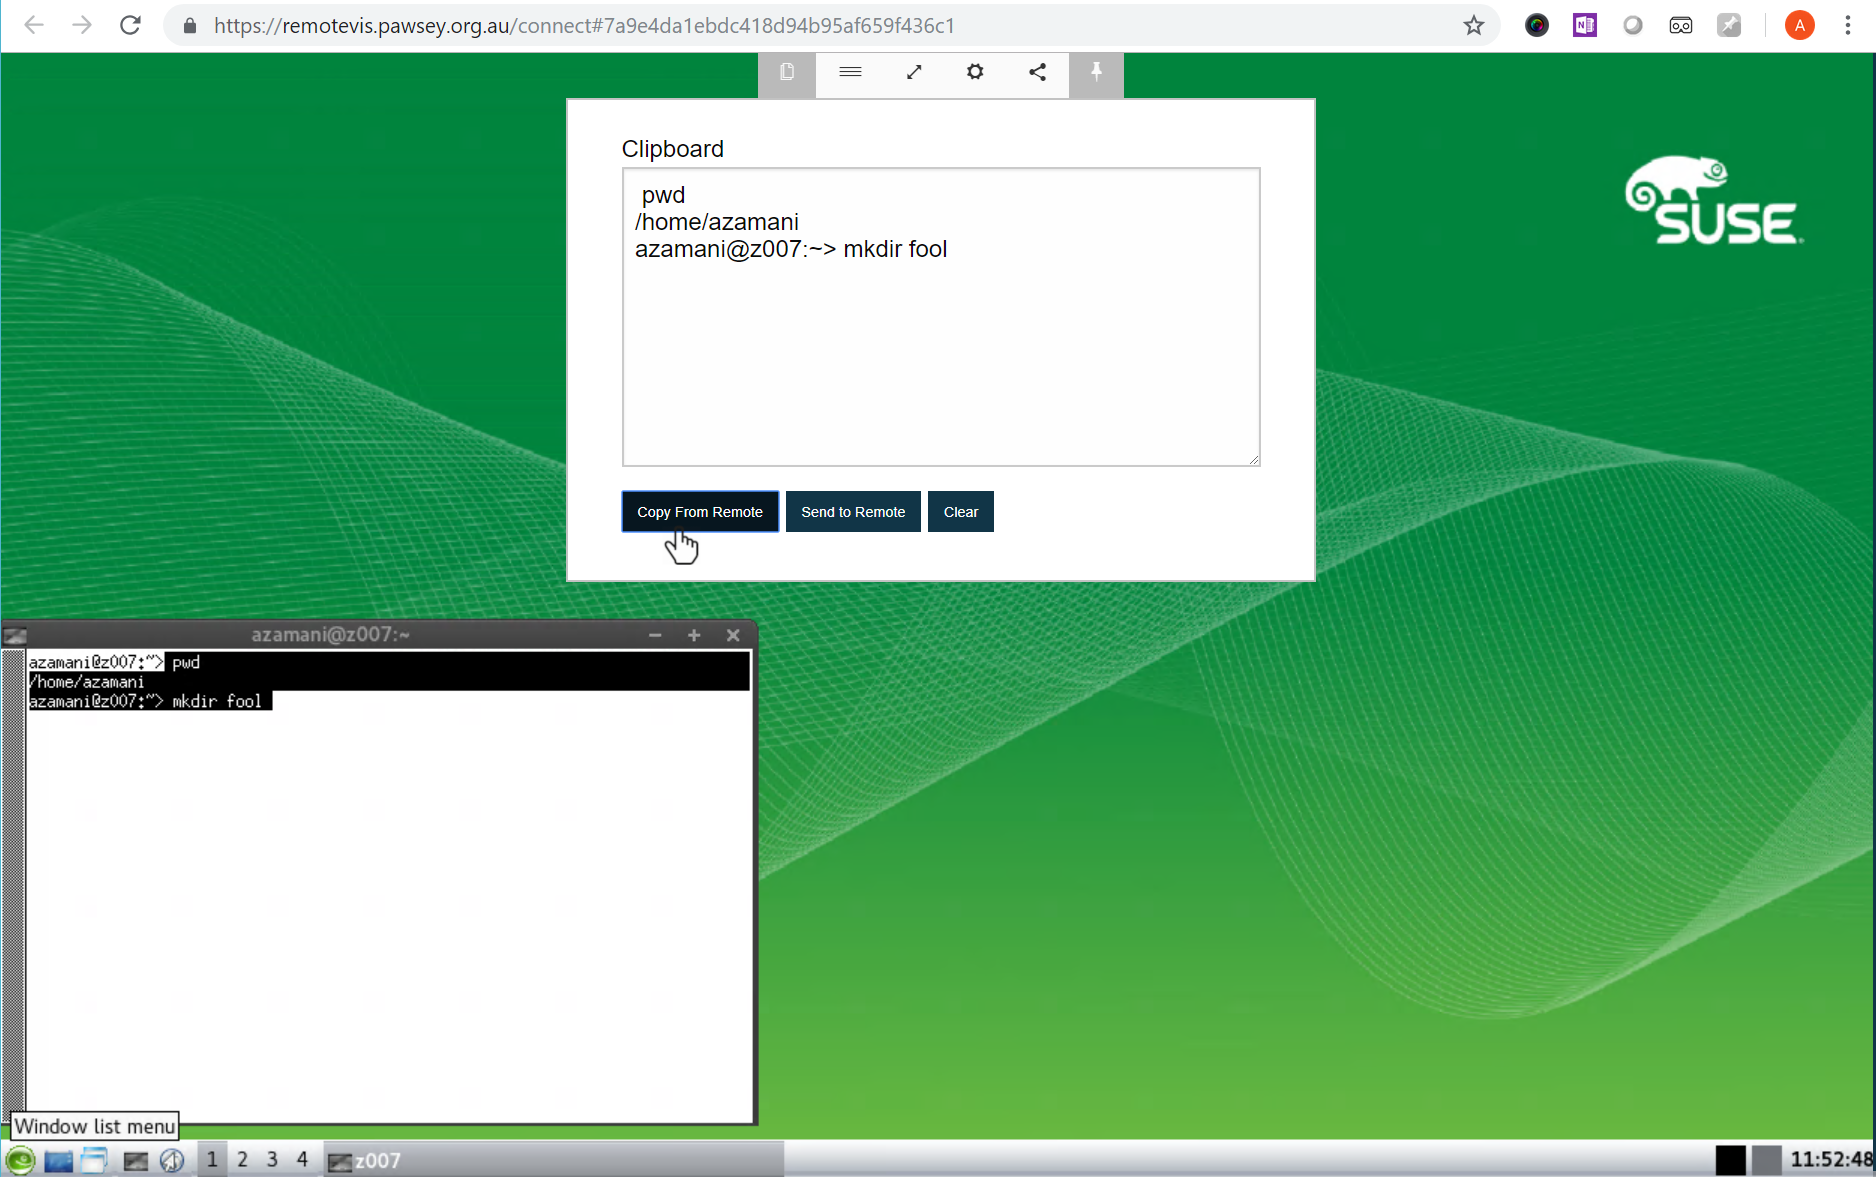 https://remotevis.pawsey.org.au/connect#7a9e4da1ebdc418d94b95af659f436c1
A
Clipboard
pwd
/home/azamani
azamani@z007:~> mkdir fool
Copy From Remote
Send to Remote
Clear
SUSE
azamani@z007:~
azamani@z007:~> pwd
/home/azamani
azamani@z007:~> mkdir fool
Window list menu
1 2 3 4
z007
11:52:48